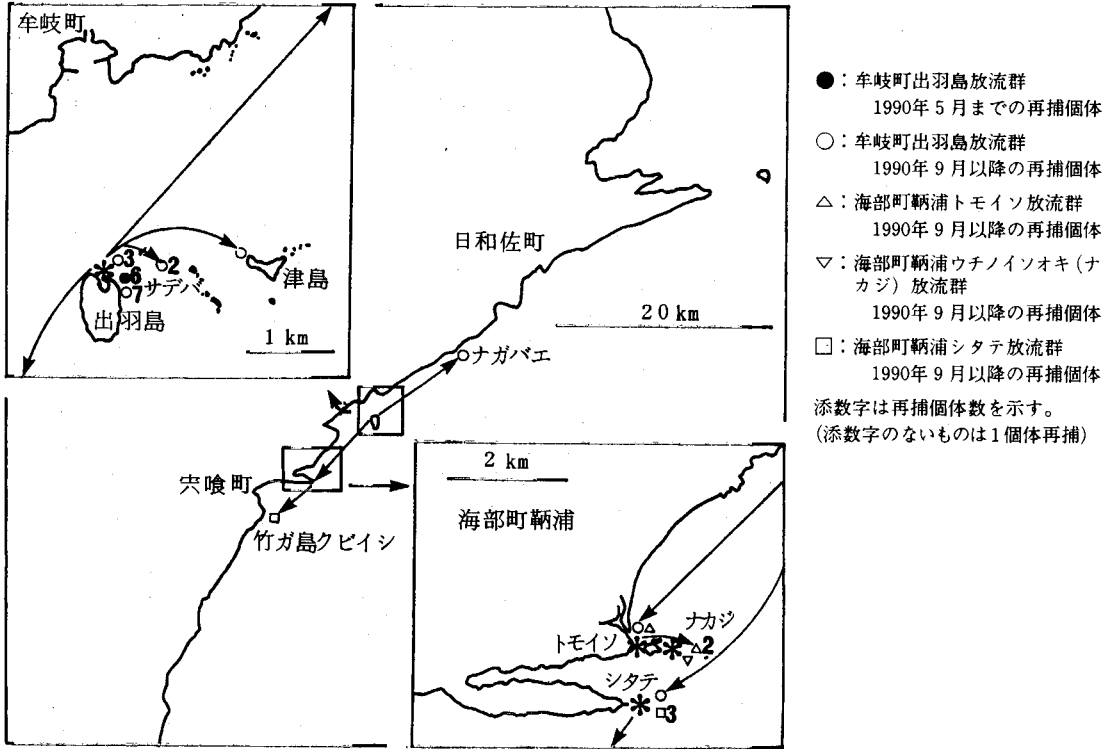 牟岐町
3
2
6
サデバ
7
出羽島
津島
1 km
日和佐町
20 km
ナガバエ
宍喰町
竹ガ島クビイシ
2 km
海部町鞆浦
ナカジ
トモイソ
2
シタテ
3
●：牟岐町出羽島放流群
1990年5月までの再捕個体
○：牟岐町出羽島放流群
1990年9月以降の再捕個体
△：海部町鞆浦トモイソ放流群
1990年9月以降の再捕個体
▽：海部町鞆浦ウチノイソオキ（ナ
カジ）放流群
1990年9月以降の再捕個体
□：海部町鞆浦シタテ放流群
1990年9月以降の再捕個体
添数字は再捕個体数を示す。
(添数字のないものは1個体再捕)